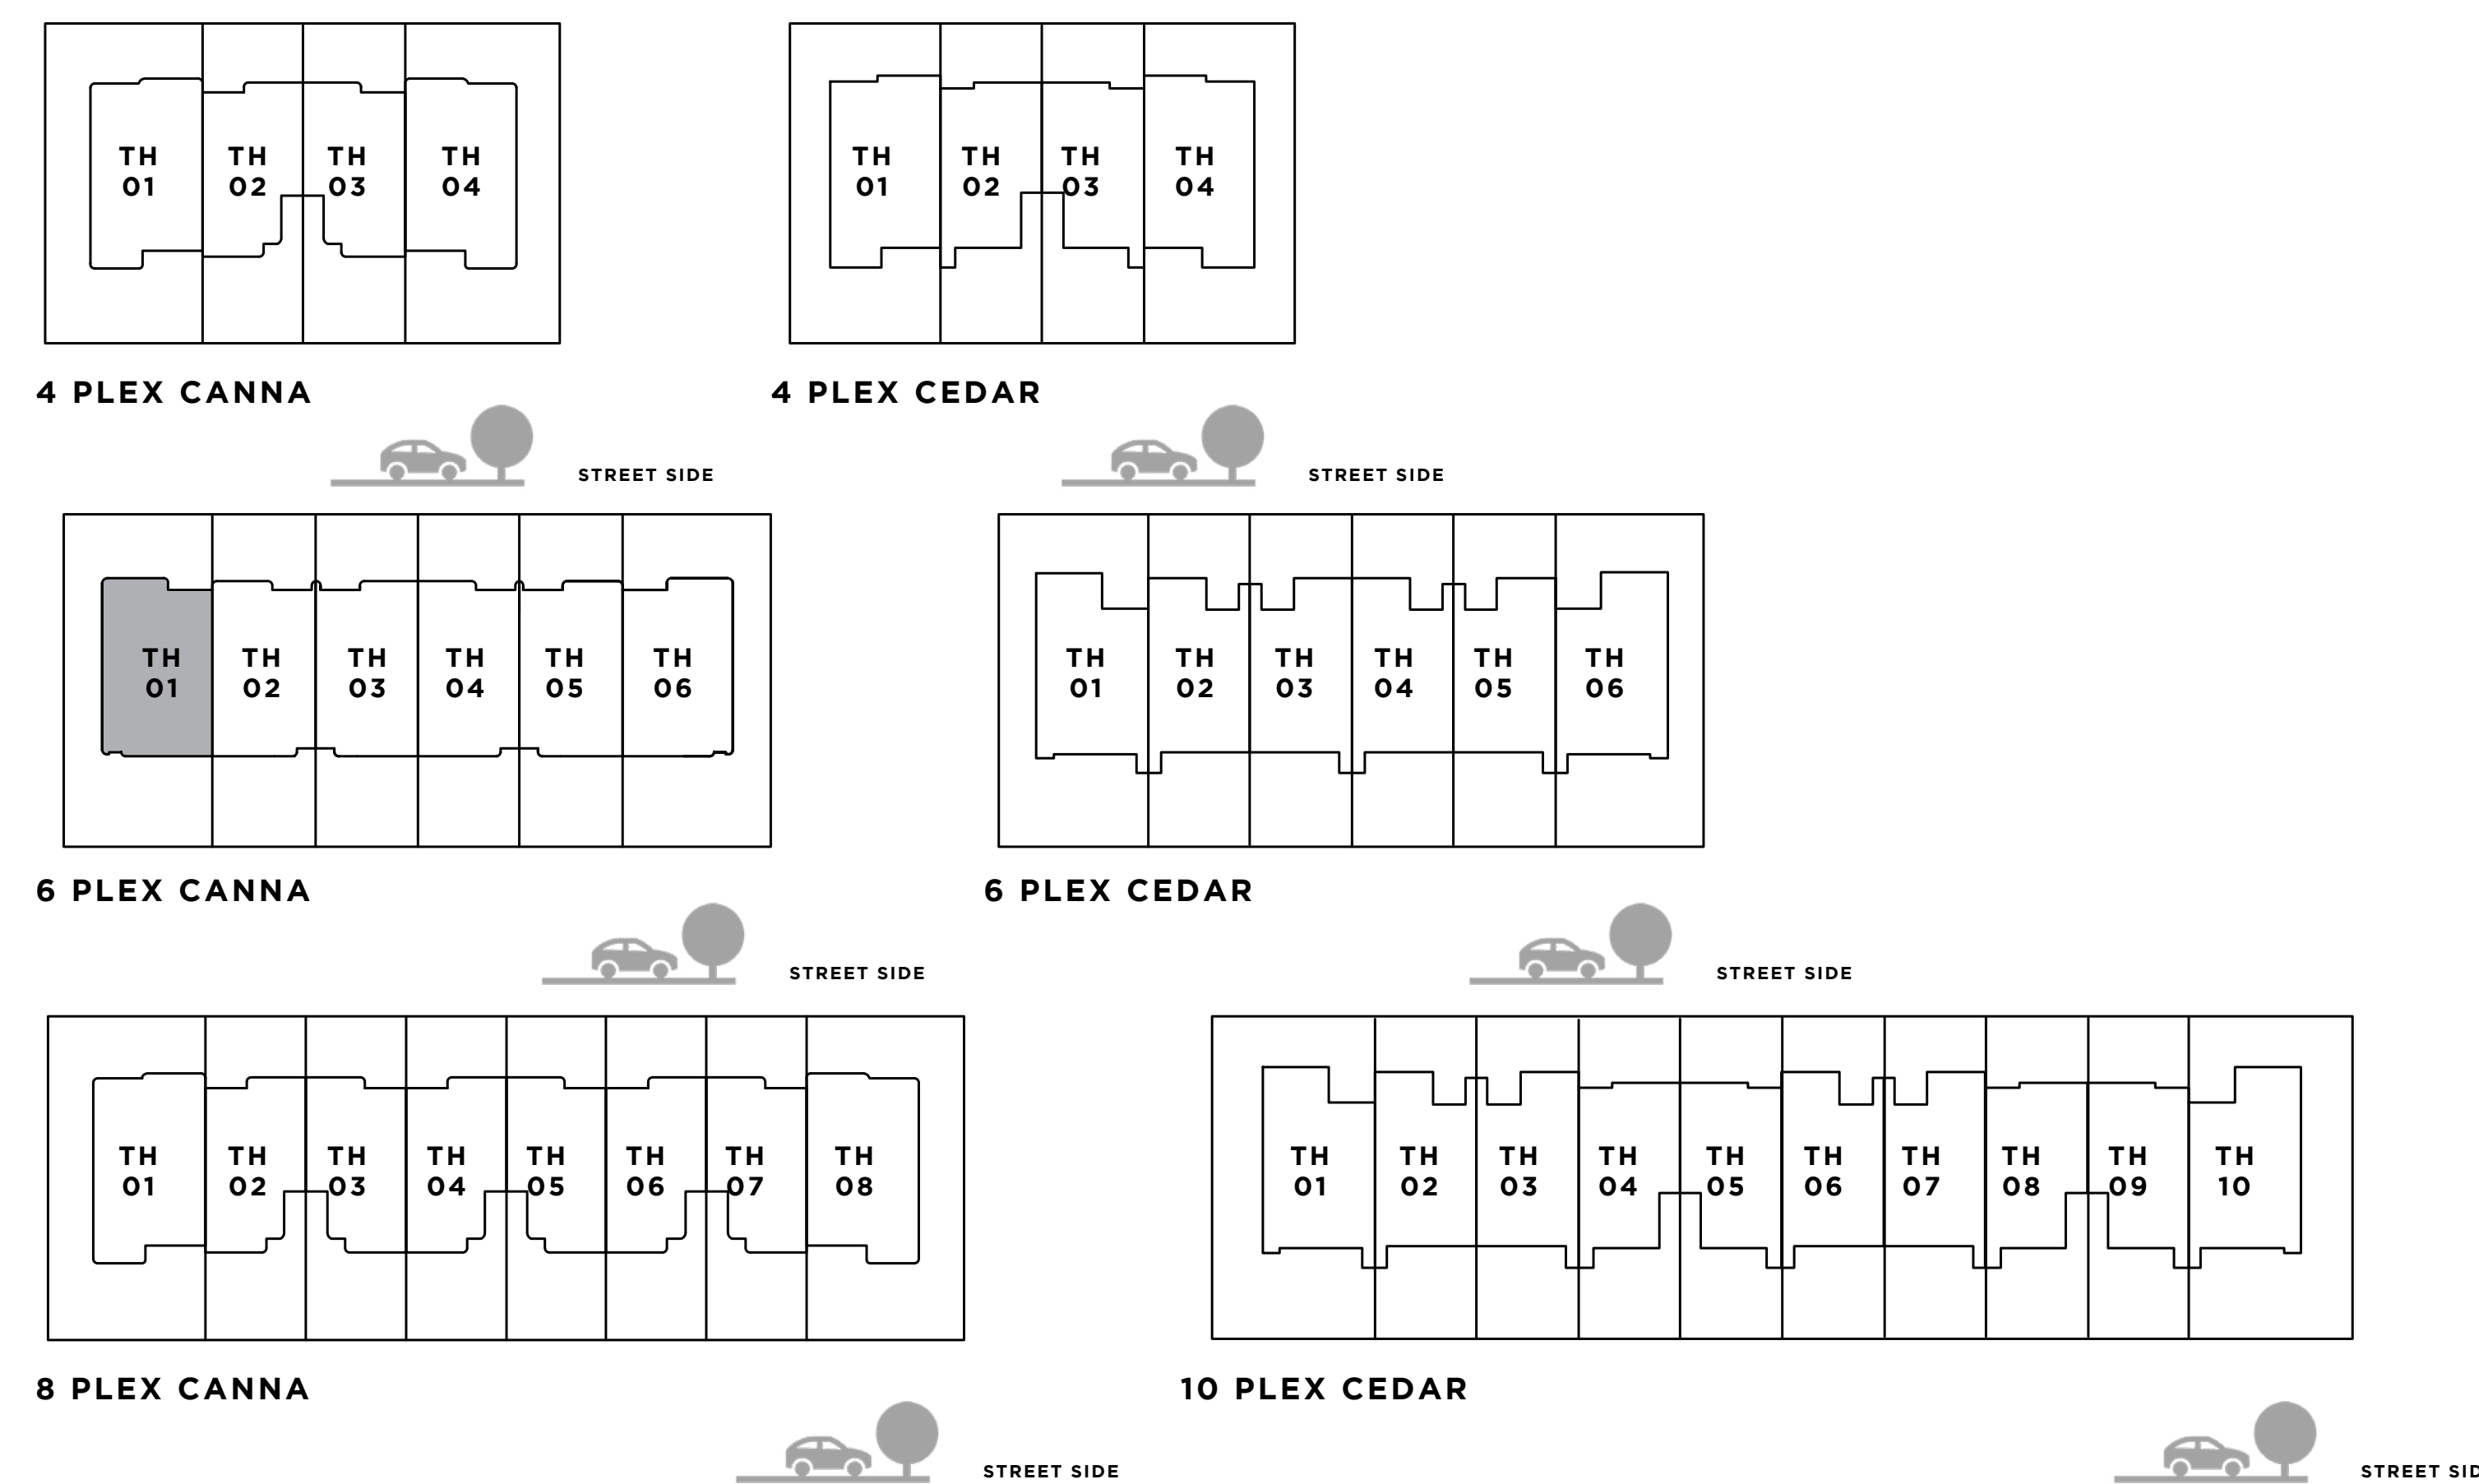 TH TH TH TH
01 02 03 04
4 PLEX CANNA
STREET SIDE
TH TH TH TH
01 02 03 04
4 PLEX CEDAR
STREET SIDE
TH TH TH TH TH TH
01 02 03 04 05 06
6 PLEX CANNA
STREET SIDE
TH TH TH TH TH TH
01 02 03 04 05 06
6 PLEX CEDAR
STREET SIDE
TH TH TH TH TH TH TH TH
01 02 03 04 05 06 07 08
8 PLEX CANNA
STREET SIDE
TH TH TH TH TH TH TH TH TH TH
01 02 03 04 05 06 07 08 09 10
10 PLEX CEDAR
STREET